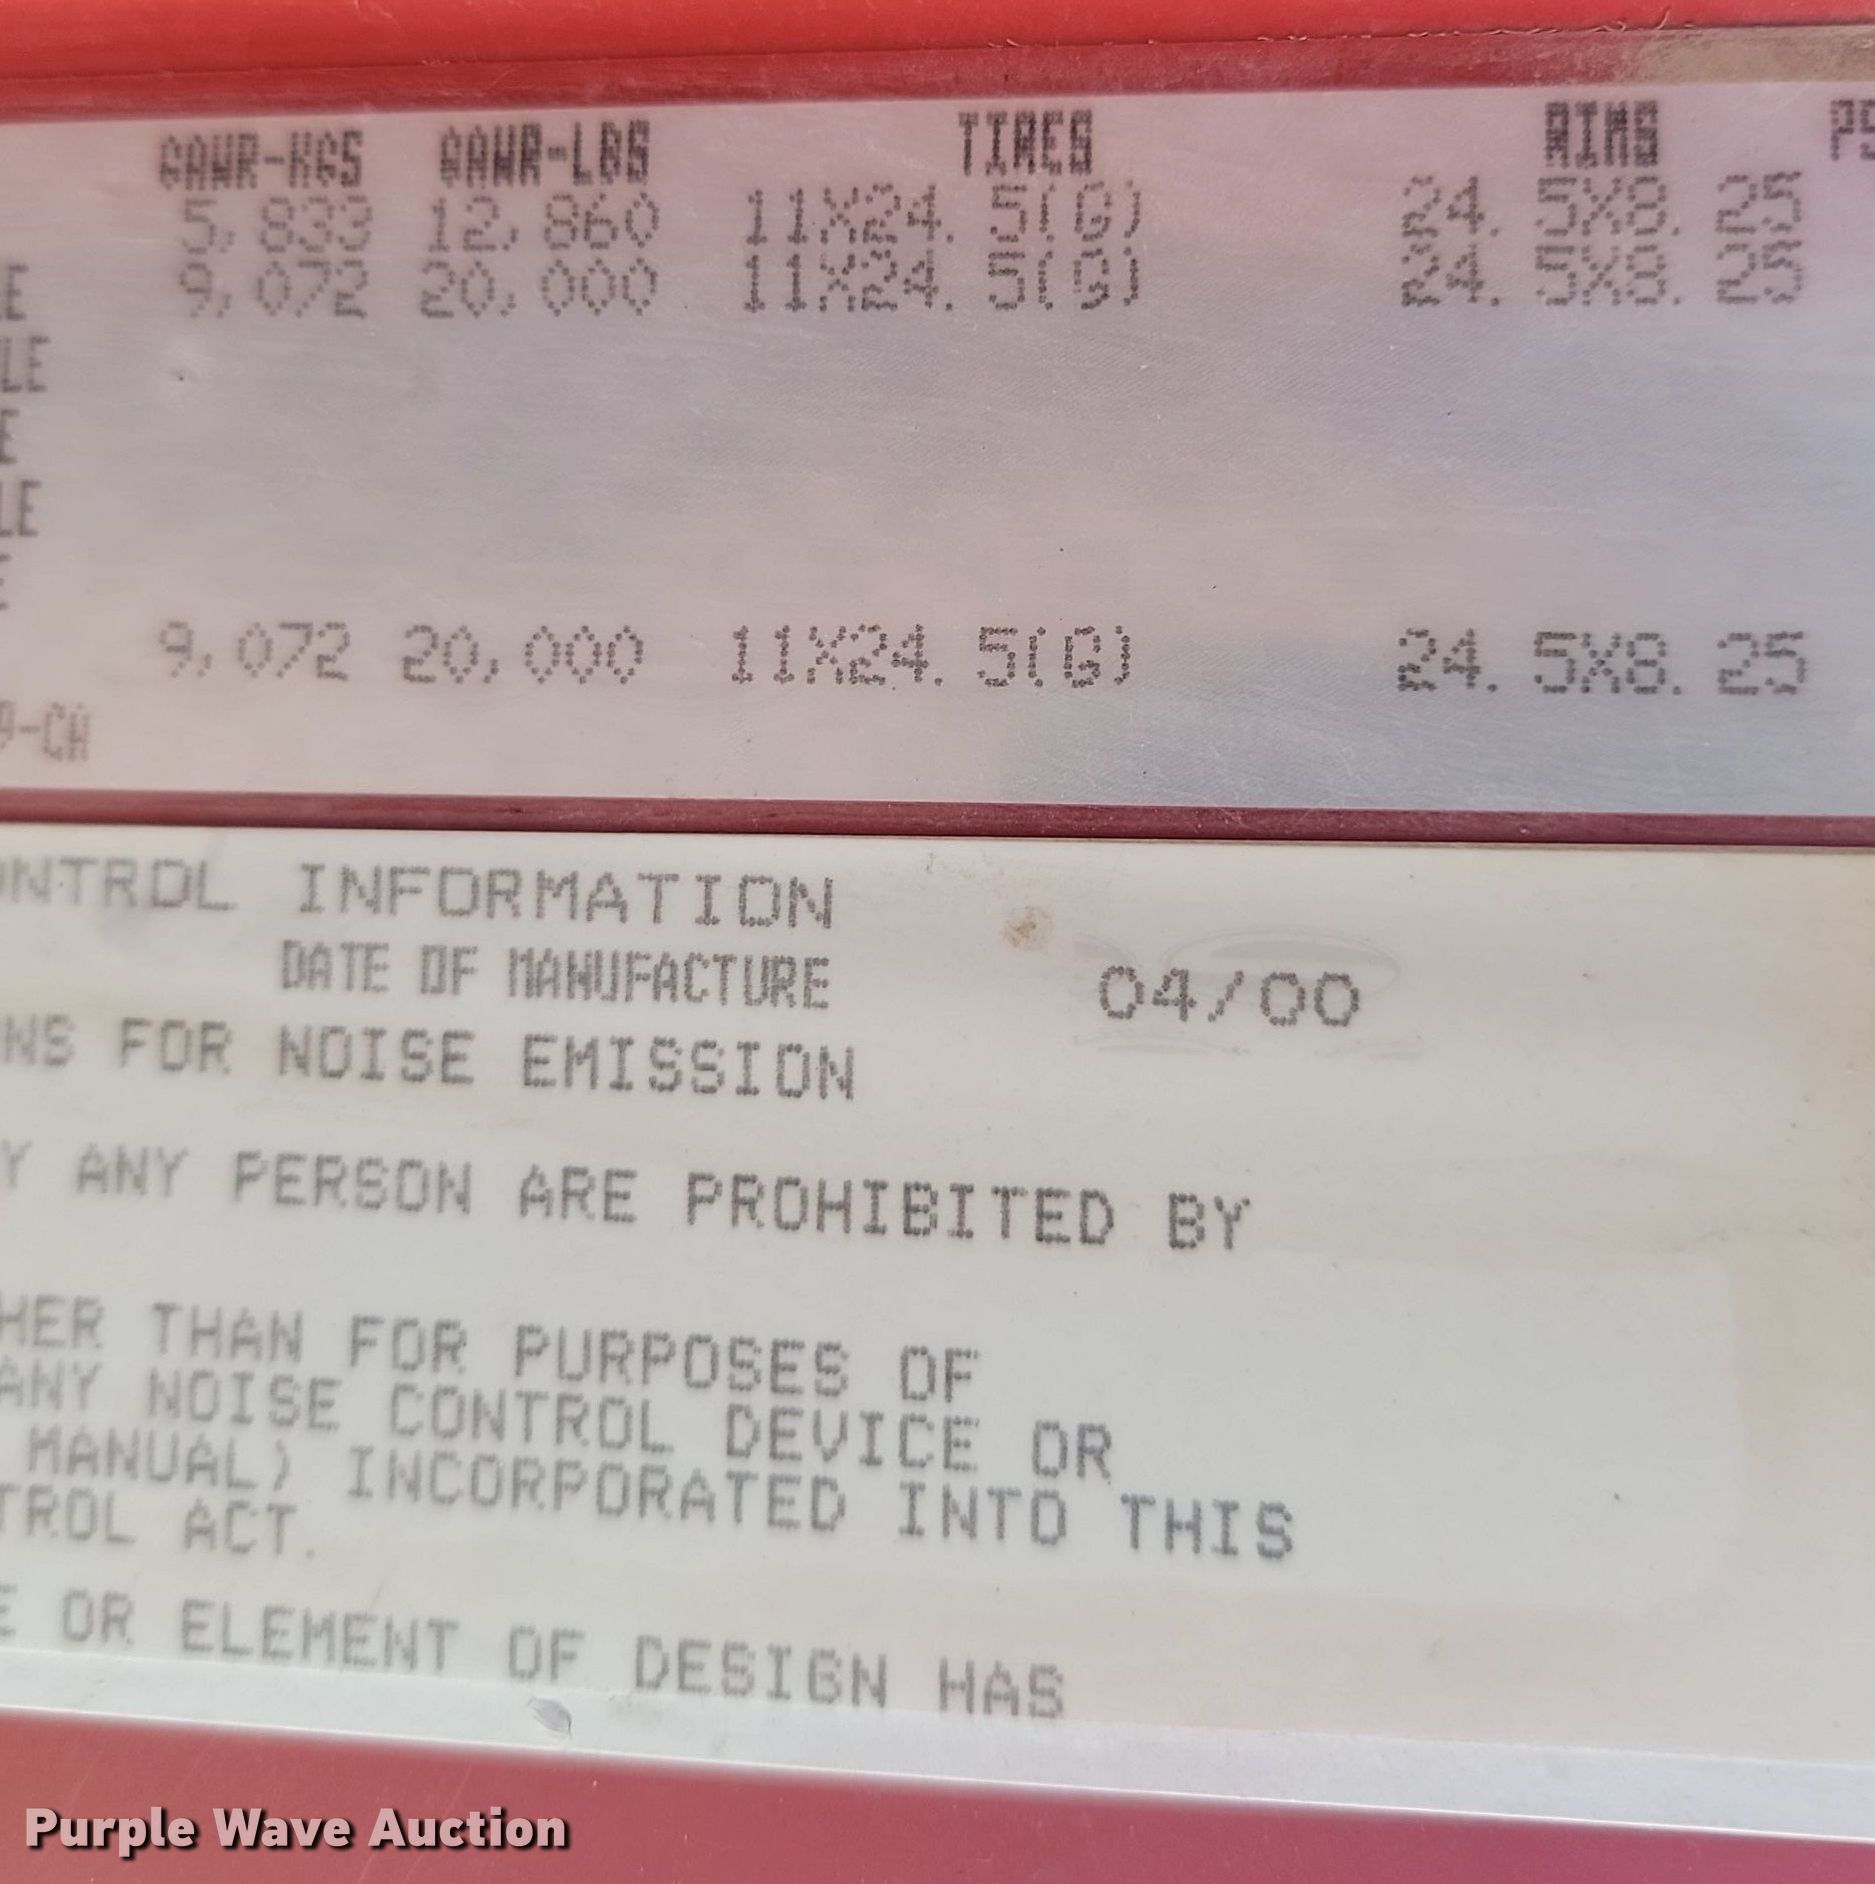 GAWR-KGS GAWR-LBS TIRES RIMS PS
5,833 12,860 11X24.5(G) 24.5X8.25
E 9,072 20,000 11X24.5(G) 24.5X8.25
LE
E
LE
9,072 20,000 11X24.5(G) 24.5X8.25
-CH
ONTROL INFORMATION
DATE OF MANUFACTURE 04/00
NS FOR NOISE EMISSION
Y ANY PERSON ARE PROHIBITED BY
HER THAN FOR PURPOSES OF
ANY NOISE CONTROL DEVICE OR
MANUAL) INCORPORATED INTO THIS
TROL ACT.
E OR ELEMENT OF DESIGN HAS
Purple Wave Auction